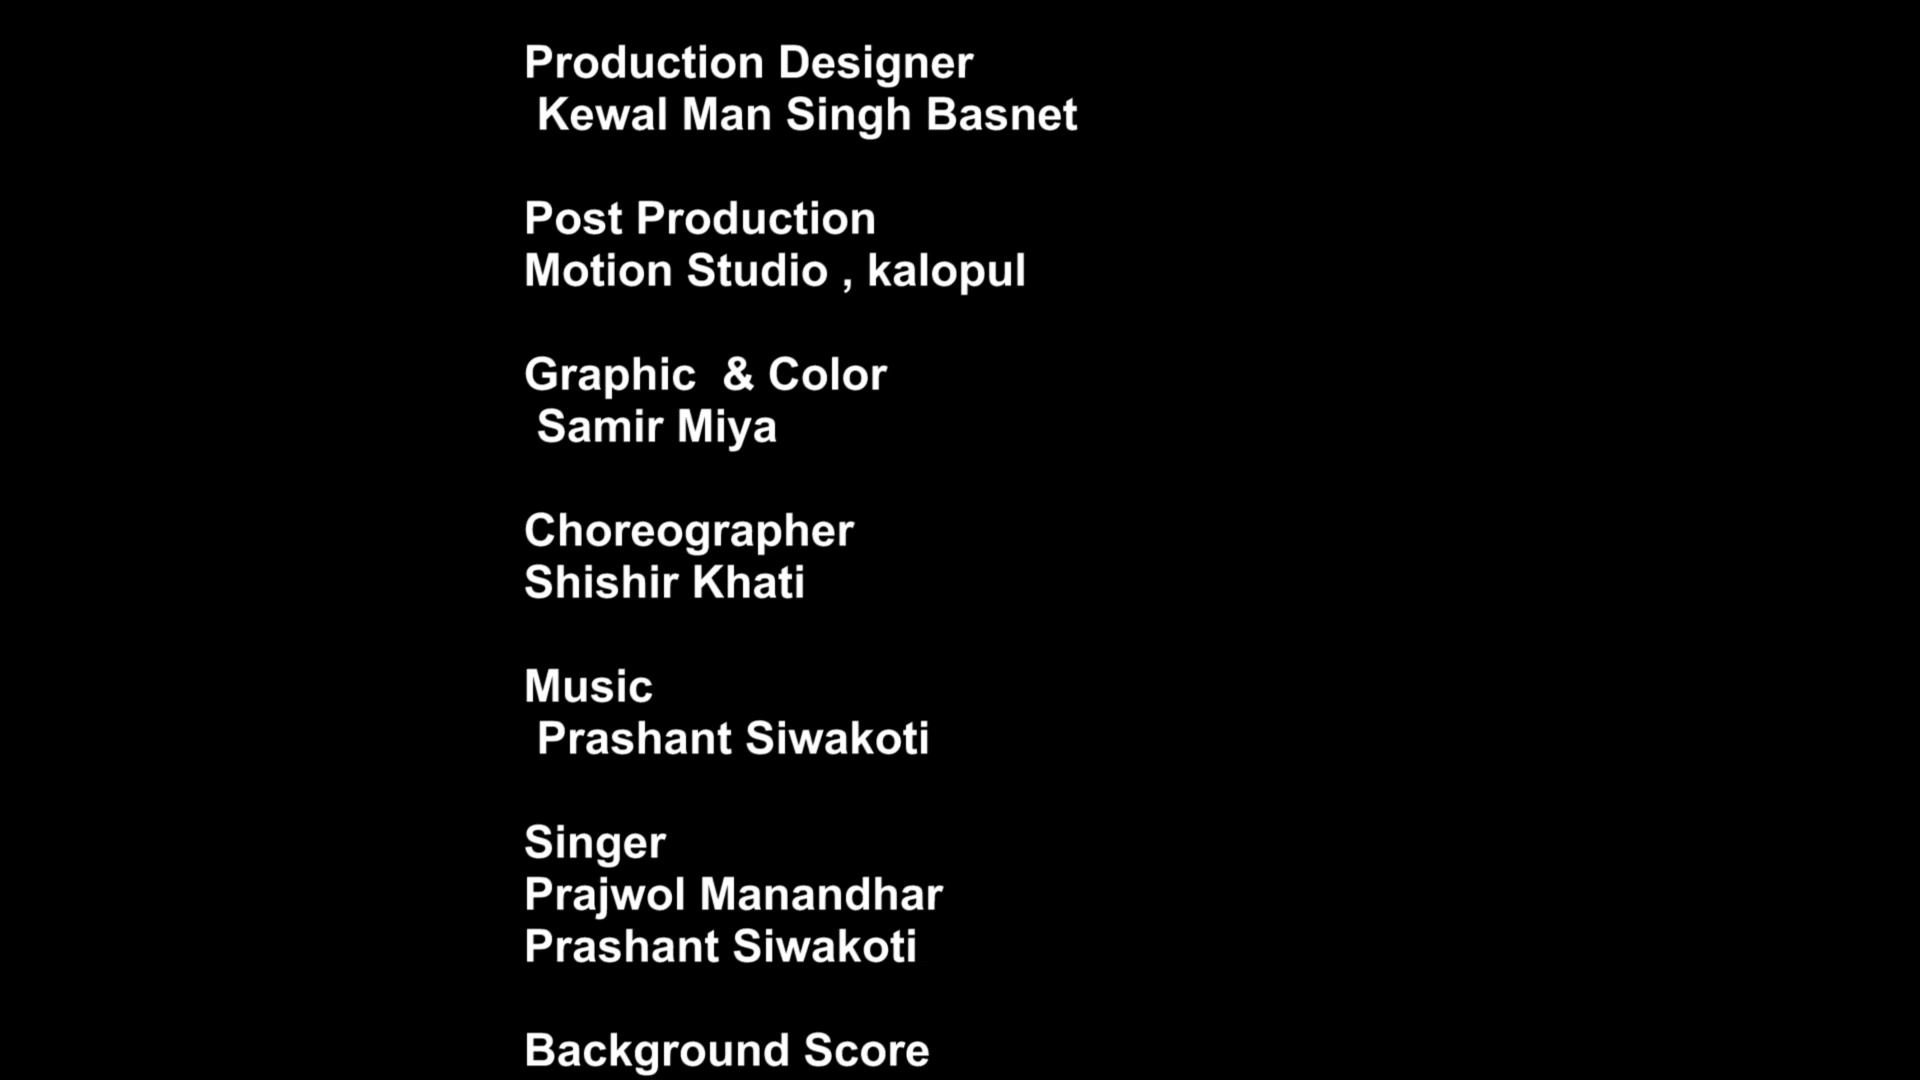 Production Designer
Kewal Man Singh Basnet
Post Production
Motion Studio , kalopul
Graphic  & Color
Samir Miya
Choreographer
Shishir Khati
Music
Prashant Siwakoti
Singer
Prajwol Manandhar
Prashant Siwakoti
Background Score